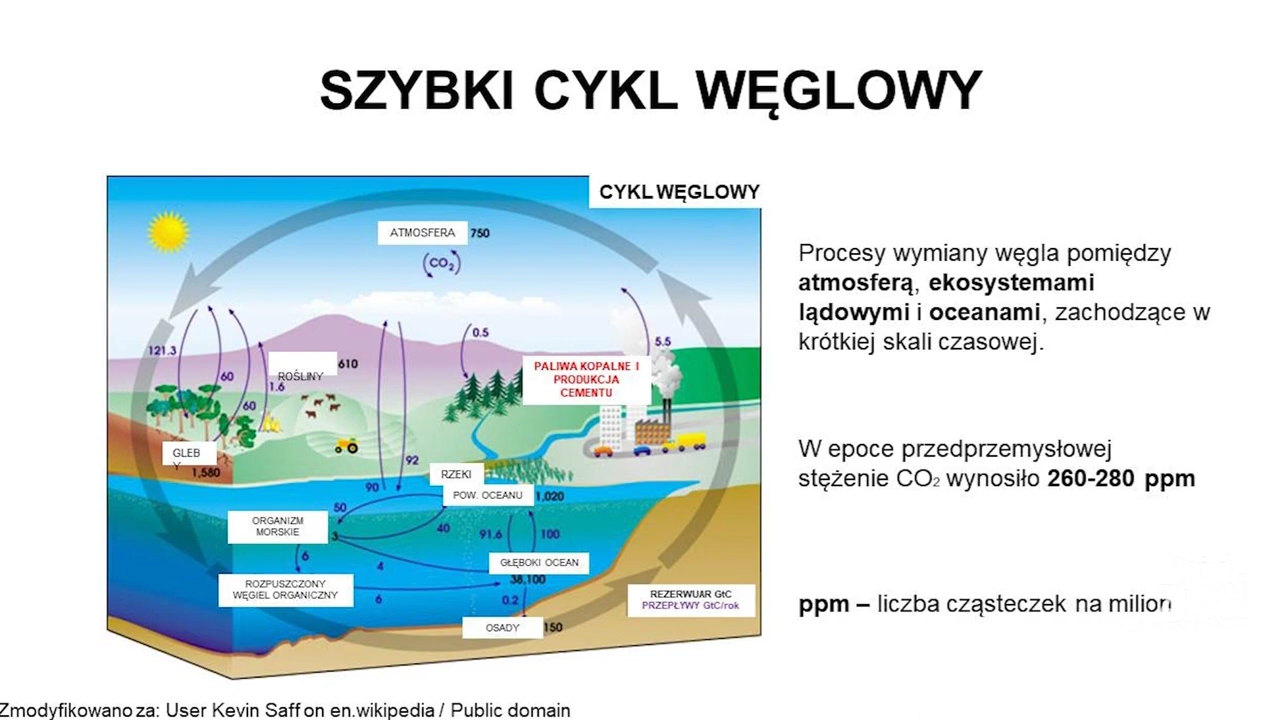 SZYBKI CYKL WĘGLOWY
CYKL WĘGLOWY
ATMOSFERA 750
CO₂
121.3
60
60
1.6
ROŚLINY 610
0.5
5.5
PALIWA KOPALNE I
PRODUKCJA
CEMENTU
GLEB
Y
1,580
92
90
RZEKI
POW. OCEANU 1,020
50
40
ORGANIZM
MORSKIE
3
91.6
100
6
4
GŁĘBOKI OCEAN
38,100
ROZPUSZCZONY
WĘGIEL ORGANICZNY
6
0.2
OSADY 150
REZERWUAR GtC
PRZEPŁYWY GtC/rok
Procesy wymiany węgla pomiędzy
atmosferą, ekosystemami
lądowymi i oceanami, zachodzące w
krótkiej skali czasowej.
W epoce przedprzemysłowej
stężenie CO₂ wynosiło 260-280 ppm
ppm – liczba cząsteczek na milion
Zmodyfikowano za: User Kevin Saff on en.wikipedia / Public domain